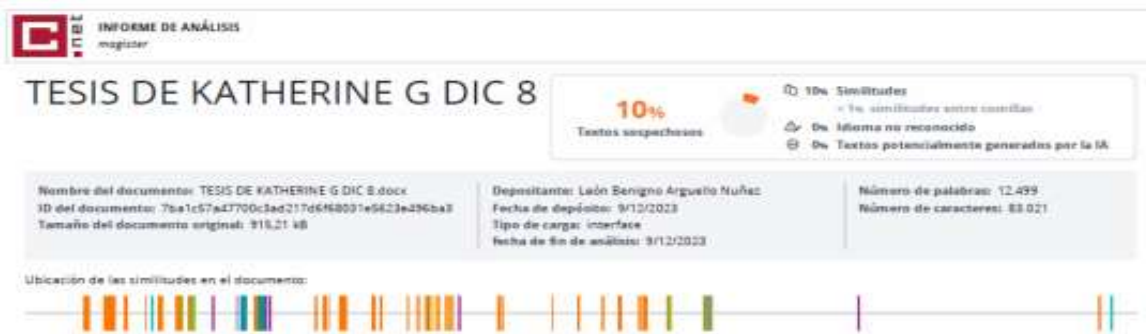 C.net
INFORME DE ANÁLISIS
magister
TESIS DE KATHERINE G DIC 8
10%
Textos sospechosos
10% Similitudes
< 1% similitudes entre comillas
0% Idioma no reconocido
0% Textos potencialmente generados por la IA
Nombre del documento: TESIS DE KATHERINE G DIC 8.docx
ID del documento:
Tamaño del documento original: 915,21 kB
Depositante: León Benigno Arguello Nuñez
Fecha de depósito: 9/12/2023
Tipo de carga: interface
fecha de fin de análisis: 9/12/2023
Número de palabras: 12.499
Número de caracteres: 83.021
Ubicación de las similitudes en el documento: